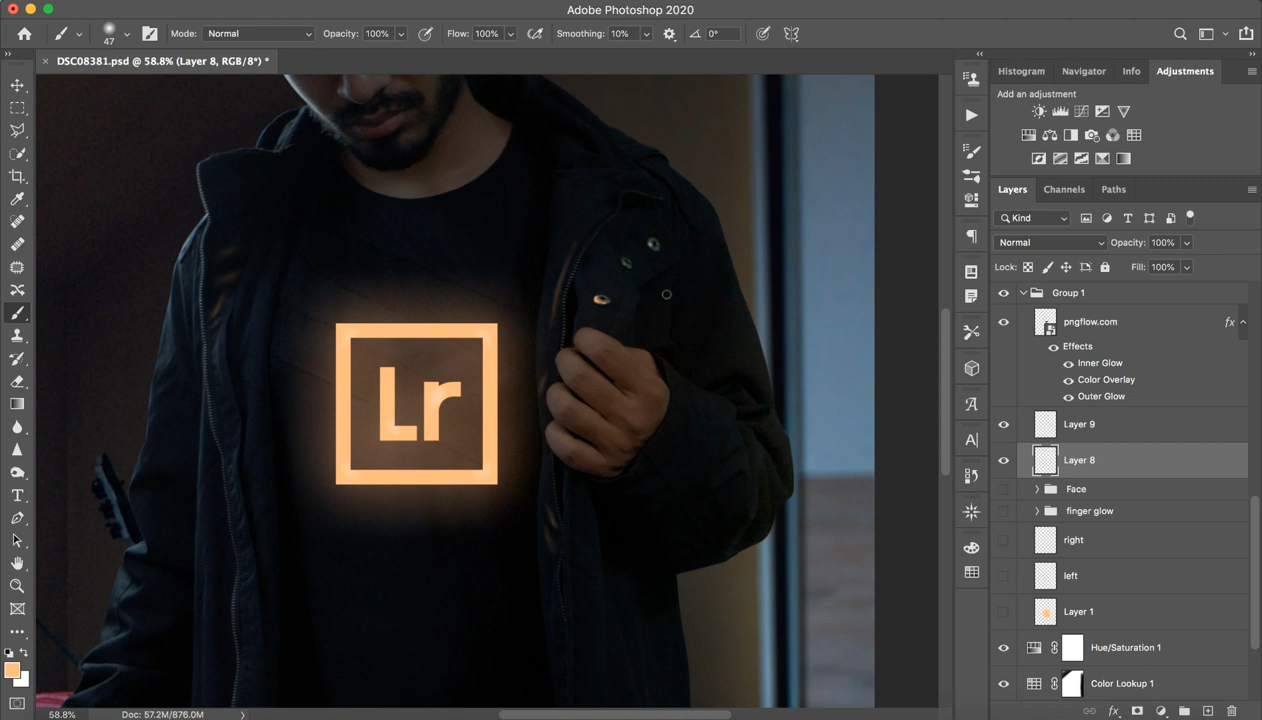 Adobe Photoshop 2020
47
Mode: Normal
Opacity: 100%
Flow: 100%
Smoothing: 10%
0°
DSC08381.psd @ 58.8% (Layer 8, RGB/8*) *
Histogram
Navigator
Info
Adjustments
Add an adjustment
Layers
Channels
Paths
Kind
Normal
Opacity: 100%
Lock:
Fill: 100%
Group 1
pngflow.com
fx
Effects
Inner Glow
Color Overlay
Outer Glow
Layer 9
Layer 8
Face
finger glow
right
left
Layer 1
Hue/Saturation 1
Color Lookup 1
fx
Lr
58.8%
Doc: 57.2M/876.0M